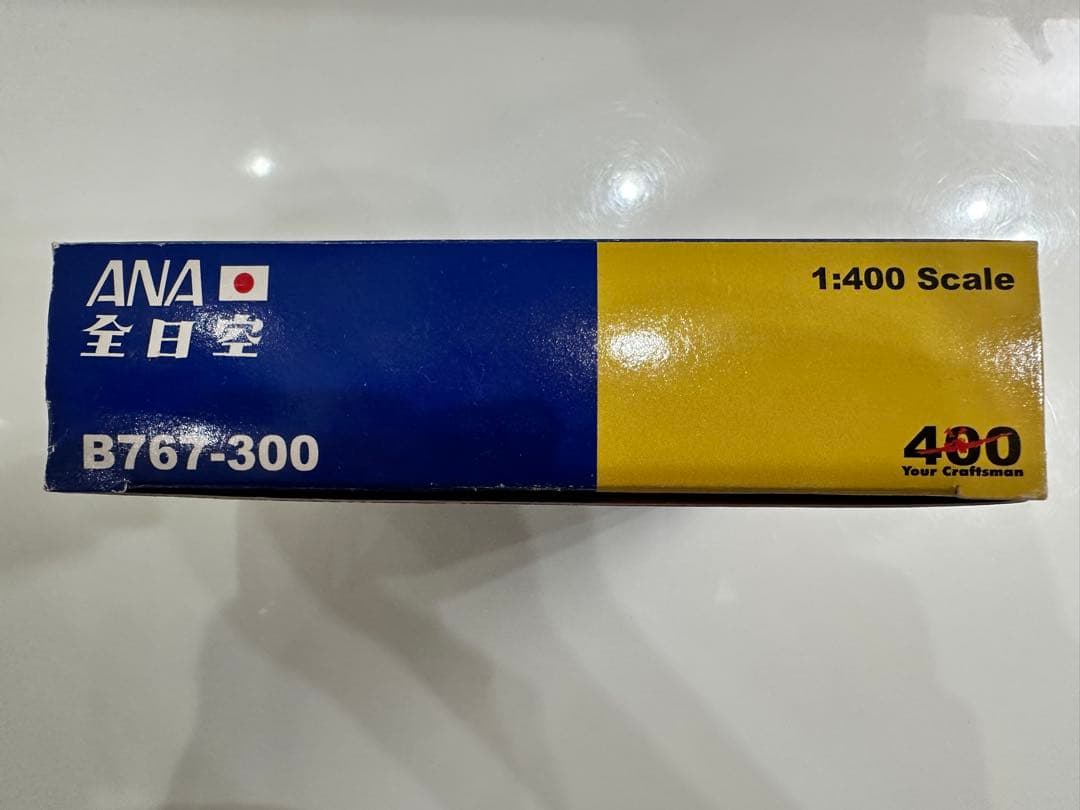 ANA
全日空
B767-300
1:400 Scale
400
Your Craftsman